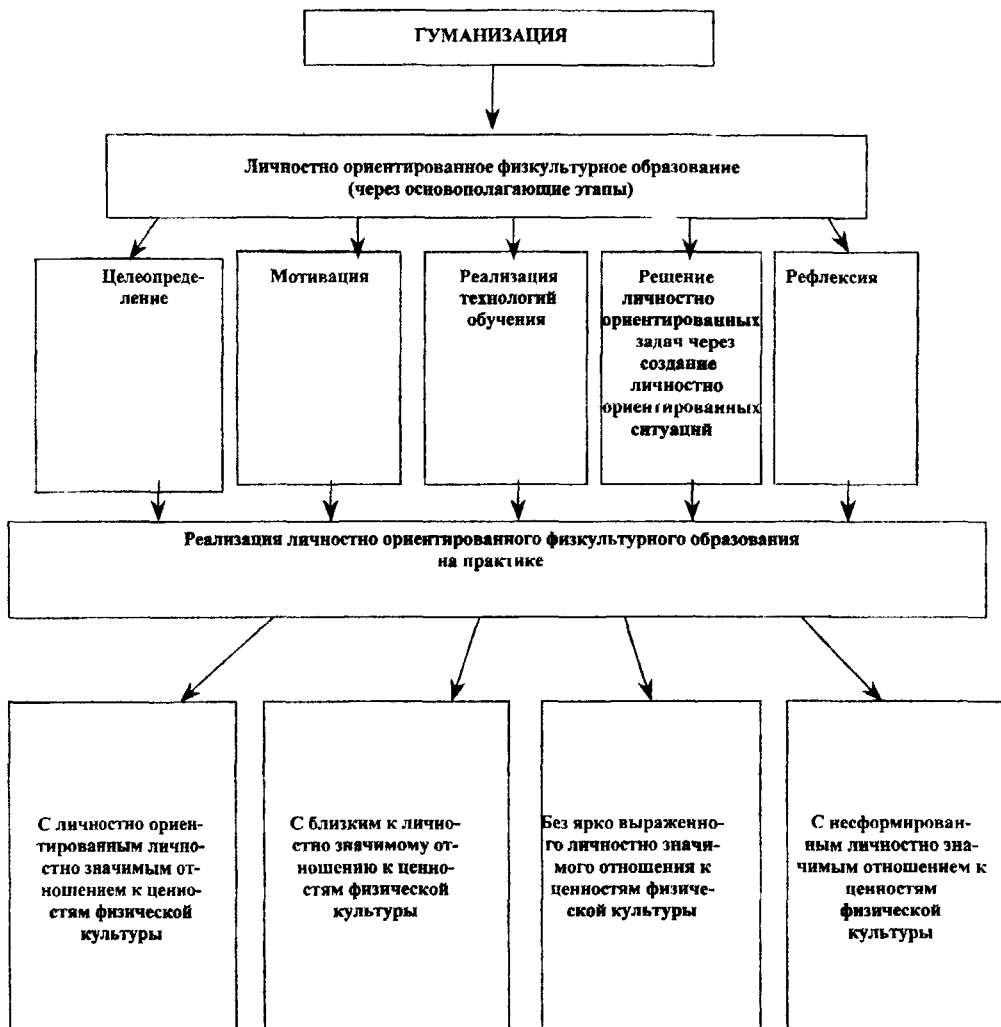 ГУМАНИЗАЦИЯ
Личностно ориентированное физкультурное образование
(через основополагающие этапы)
Целеопреде-
ление
Мотивация
Реализация
технологий
обучения
Решение
личностно
ориентированных
задач через
создание
личностно
ориентированных
ситуаций
Рефлексия
Реализация личностно ориентированного физкультурного образования
на практике
С личностно ориен-
тированным лично-
стно значимым от-
ношением к ценно-
стям физической
культуры
С близким к лично-
стно значимому от-
ношению к ценно-
стям физической
культуры
Без ярко выраженного
личностно значи-
мого отношения к
ценностям физиче-
ской культуры
С несформирован-
ным личностно зна-
чимым отношением к
ценностям
физической
культуры